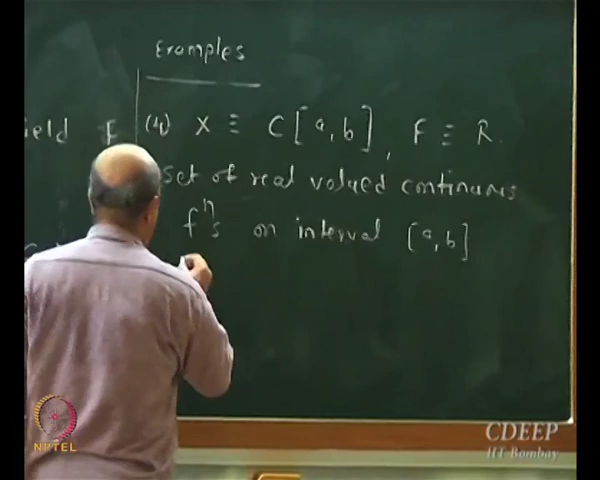 Examples
ield F
(4) X ≡ C[a, b], F ≡ R.
set of real valued continuous
fⁿs on interval [a, b]
NPTEL
CDEEP
IIT Bombay